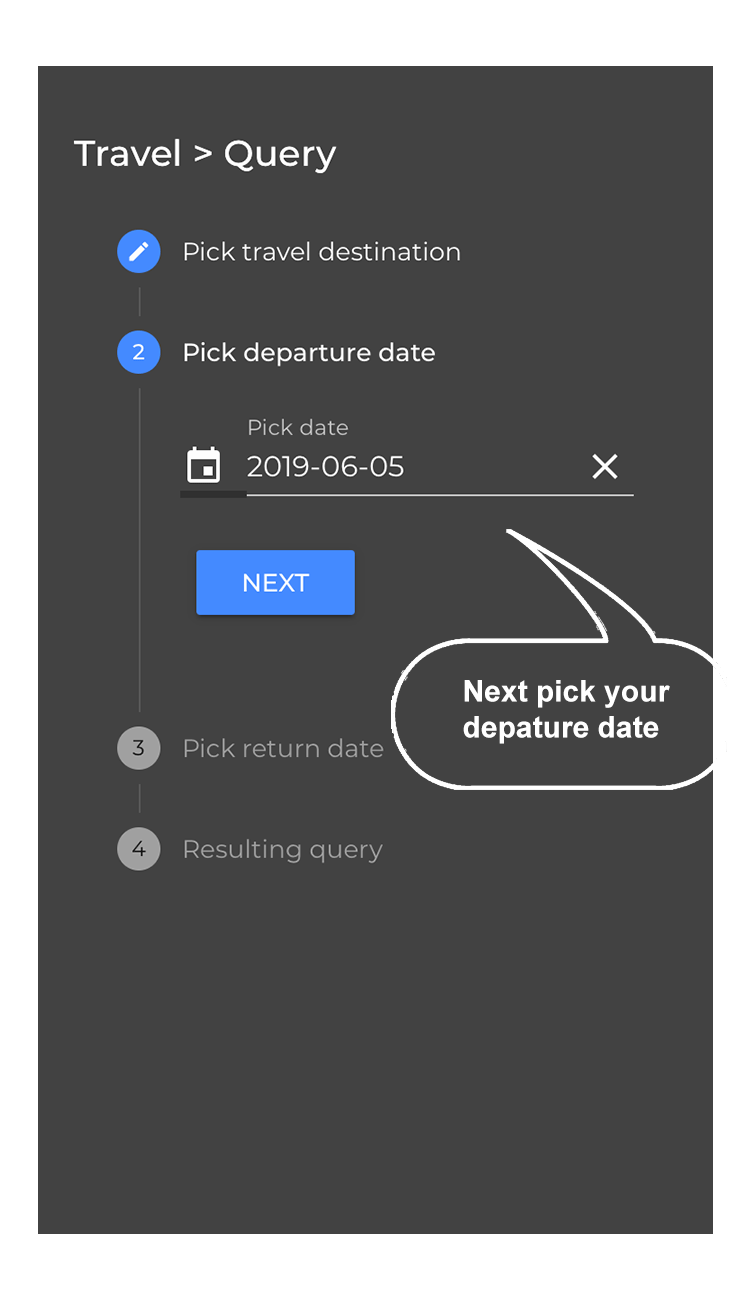 Travel > Query
Pick travel destination
2 Pick departure date
Pick date
2019-06-05
NEXT
Next pick your
depature date
3 Pick return date
4 Resulting query